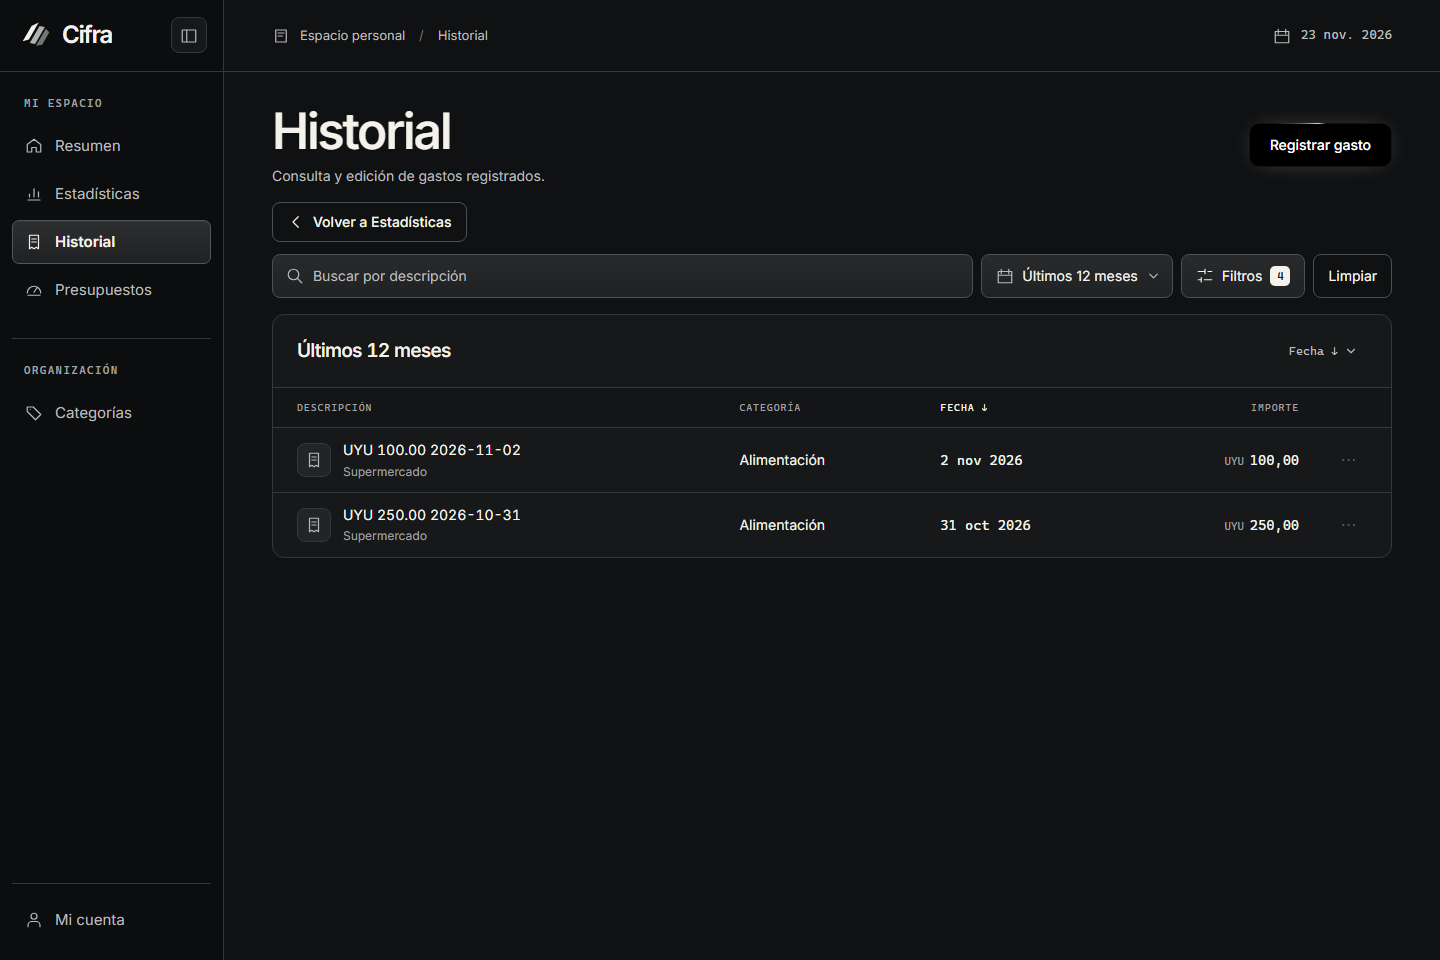 Cifra
Espacio personal / Historial
23 nov. 2026
MI ESPACIO
Resumen
Estadísticas
Historial
Presupuestos
ORGANIZACIÓN
Categorías
Mi cuenta
Historial
Consulta y edición de gastos registrados.
Registrar gasto
Volver a Estadísticas
Buscar por descripción
Últimos 12 meses
Filtros 4
Limpiar
Últimos 12 meses
Fecha ↓
DESCRIPCIÓN CATEGORÍA FECHA ↓ IMPORTE
UYU 100.00 2026-11-02
Supermercado
Alimentación
2 nov 2026
UYU 100,00
UYU 250.00 2026-10-31
Supermercado
Alimentación
31 oct 2026
UYU 250,00